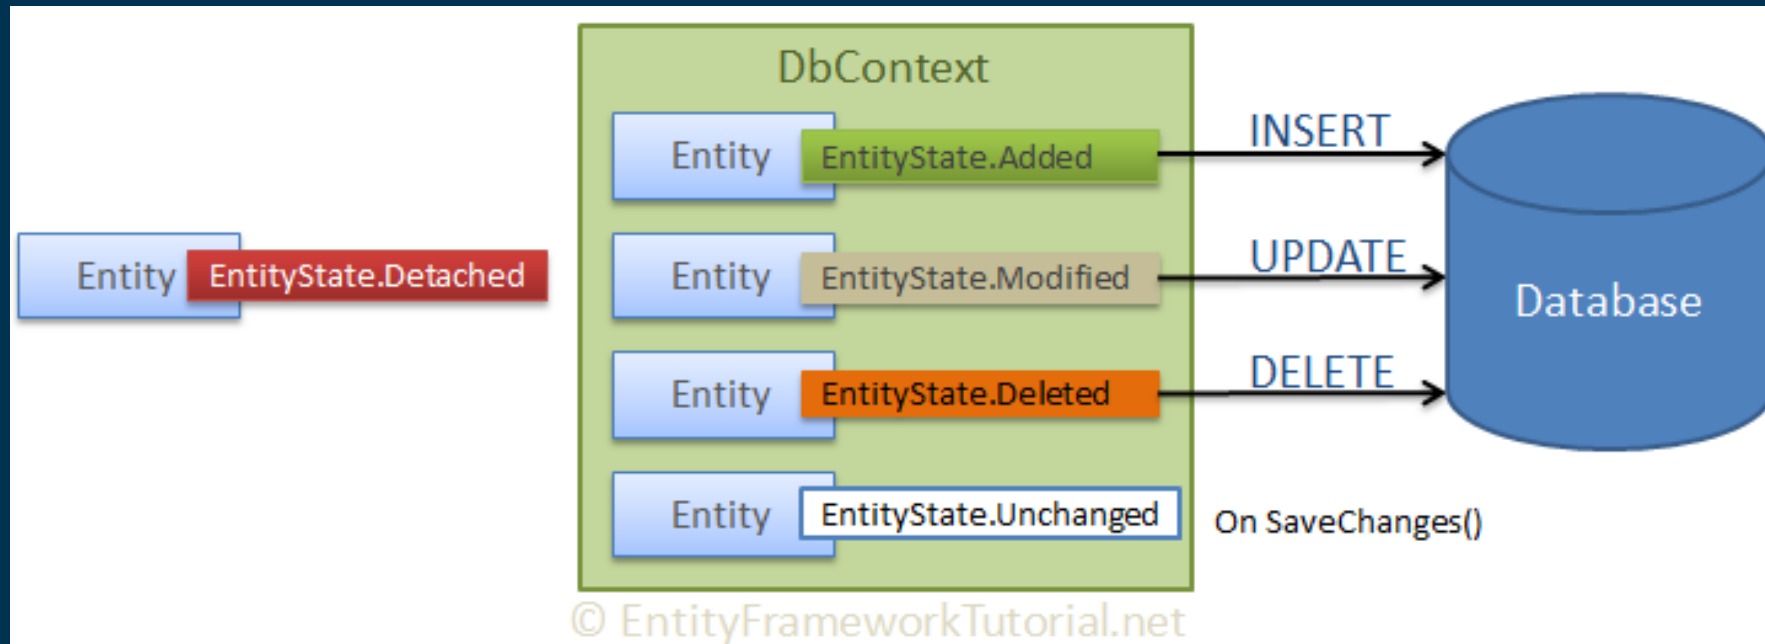 DbContext
Entity EntityState.Added
INSERT
Entity EntityState.Detached
Entity EntityState.Modified
UPDATE
Database
Entity EntityState.Deleted
DELETE
Entity EntityState.Unchanged
On SaveChanges()
© EntityFrameworkTutorial.net